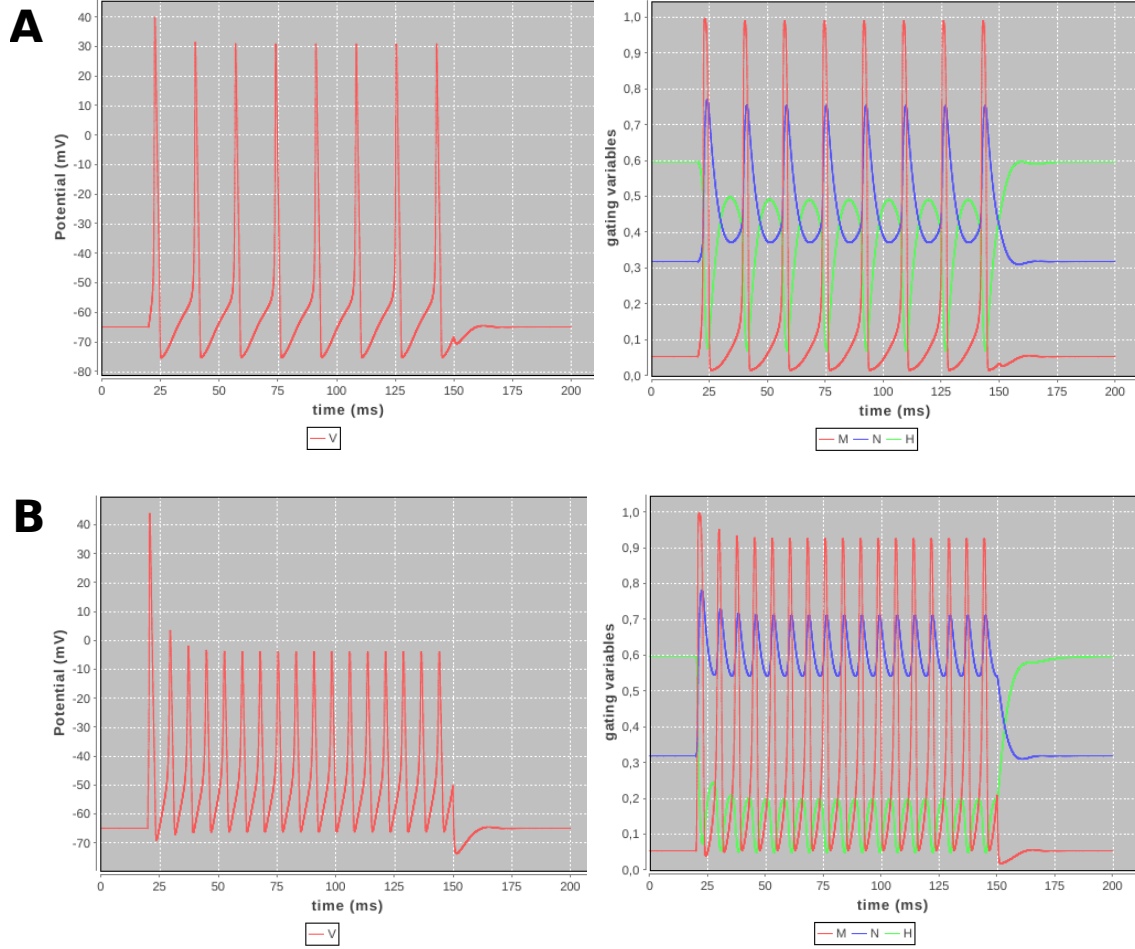 A
40
30
20
10
0
-10
-20
-30
-40
-50
-60
-70
-80
Potential (mV)
0 25 50 75 100 125 150 175 200
time (ms)
V
1,0
0,9
0,8
0,7
0,6
0,5
0,4
0,3
0,2
0,1
0,0
gating variables
0 25 50 75 100 125 150 175 200
time (ms)
M N H
B
40
30
20
10
0
-10
-20
-30
-40
-50
-60
-70
Potential (mV)
0 25 50 75 100 125 150 175 200
time (ms)
V
1,0
0,9
0,8
0,7
0,6
0,5
0,4
0,3
0,2
0,1
0,0
gating variables
0 25 50 75 100 125 150 175 200
time (ms)
M N H